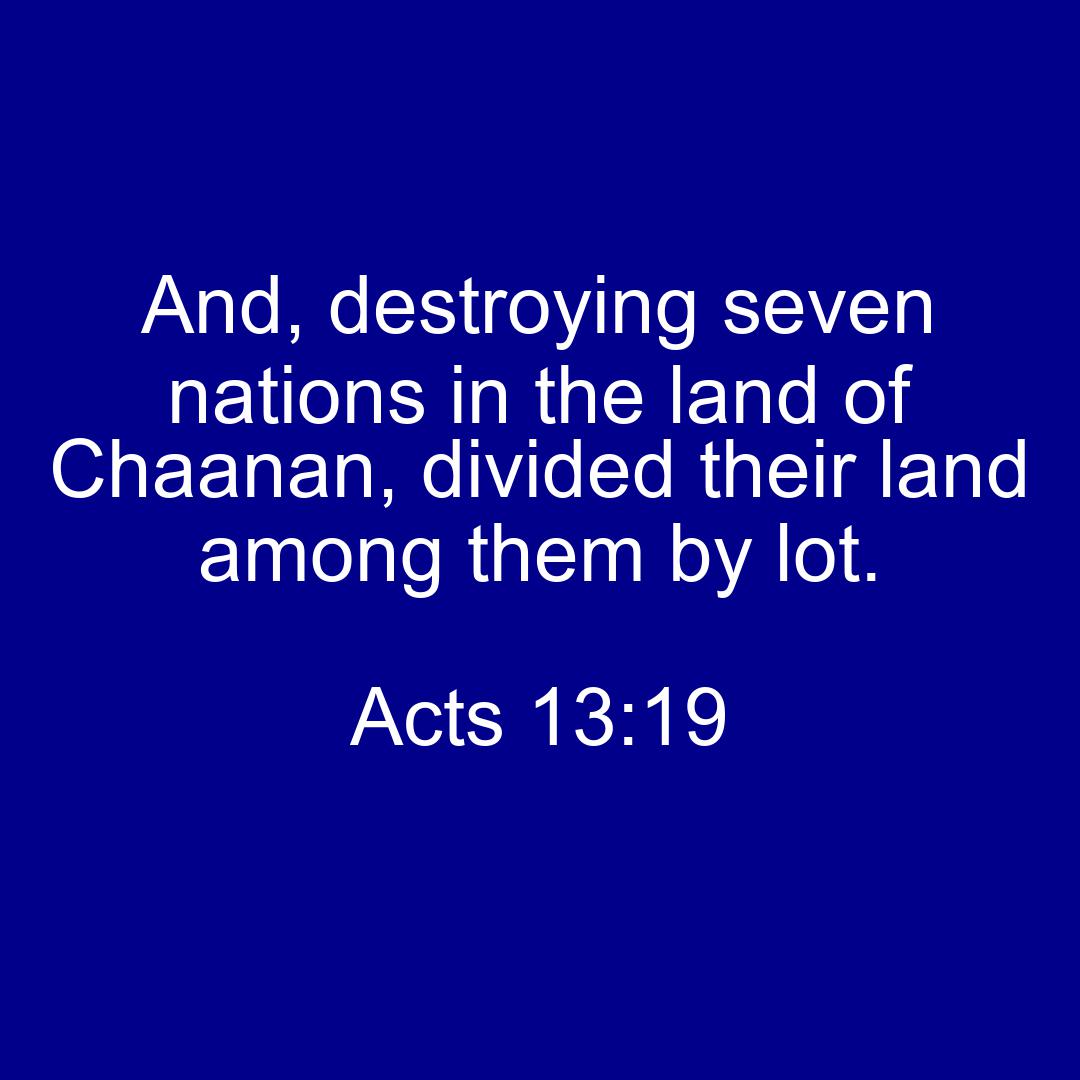 And, destroying seven
nations in the land of
Chaanan, divided their land
among them by lot.
Acts 13:19